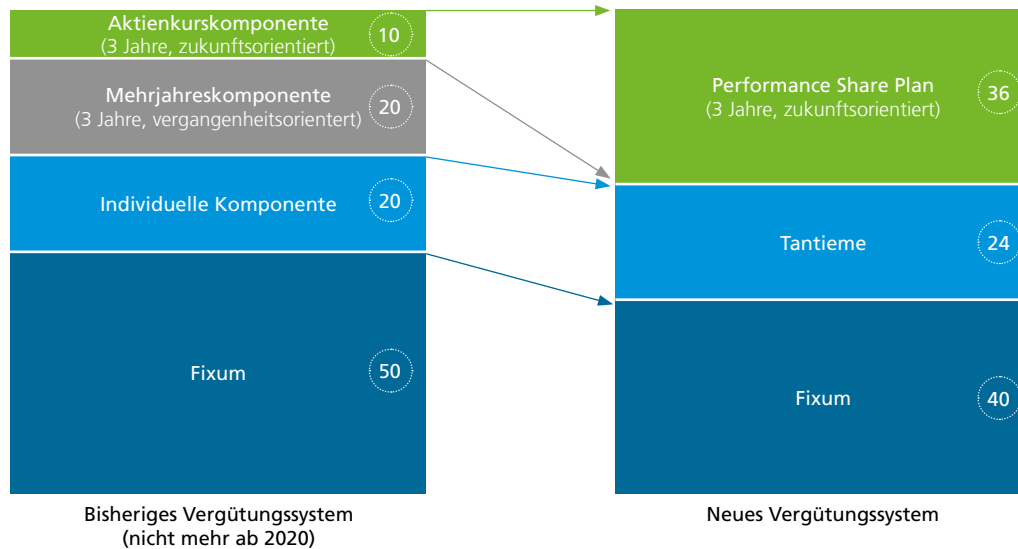 Aktienkurskomponente
(3 Jahre, zukunftsorientiert)
10
Mehrjahreskomponente
(3 Jahre, vergangenheitsorientert)
20
Individuelle Komponente
20
Fixum
50
Bisheriges Vergütungssystem
(nicht mehr ab 2020)
Performance Share Plan
(3 Jahre, zukunftsorientiert)
36
Tantieme
24
Fixum
40
Neues Vergütungssystem